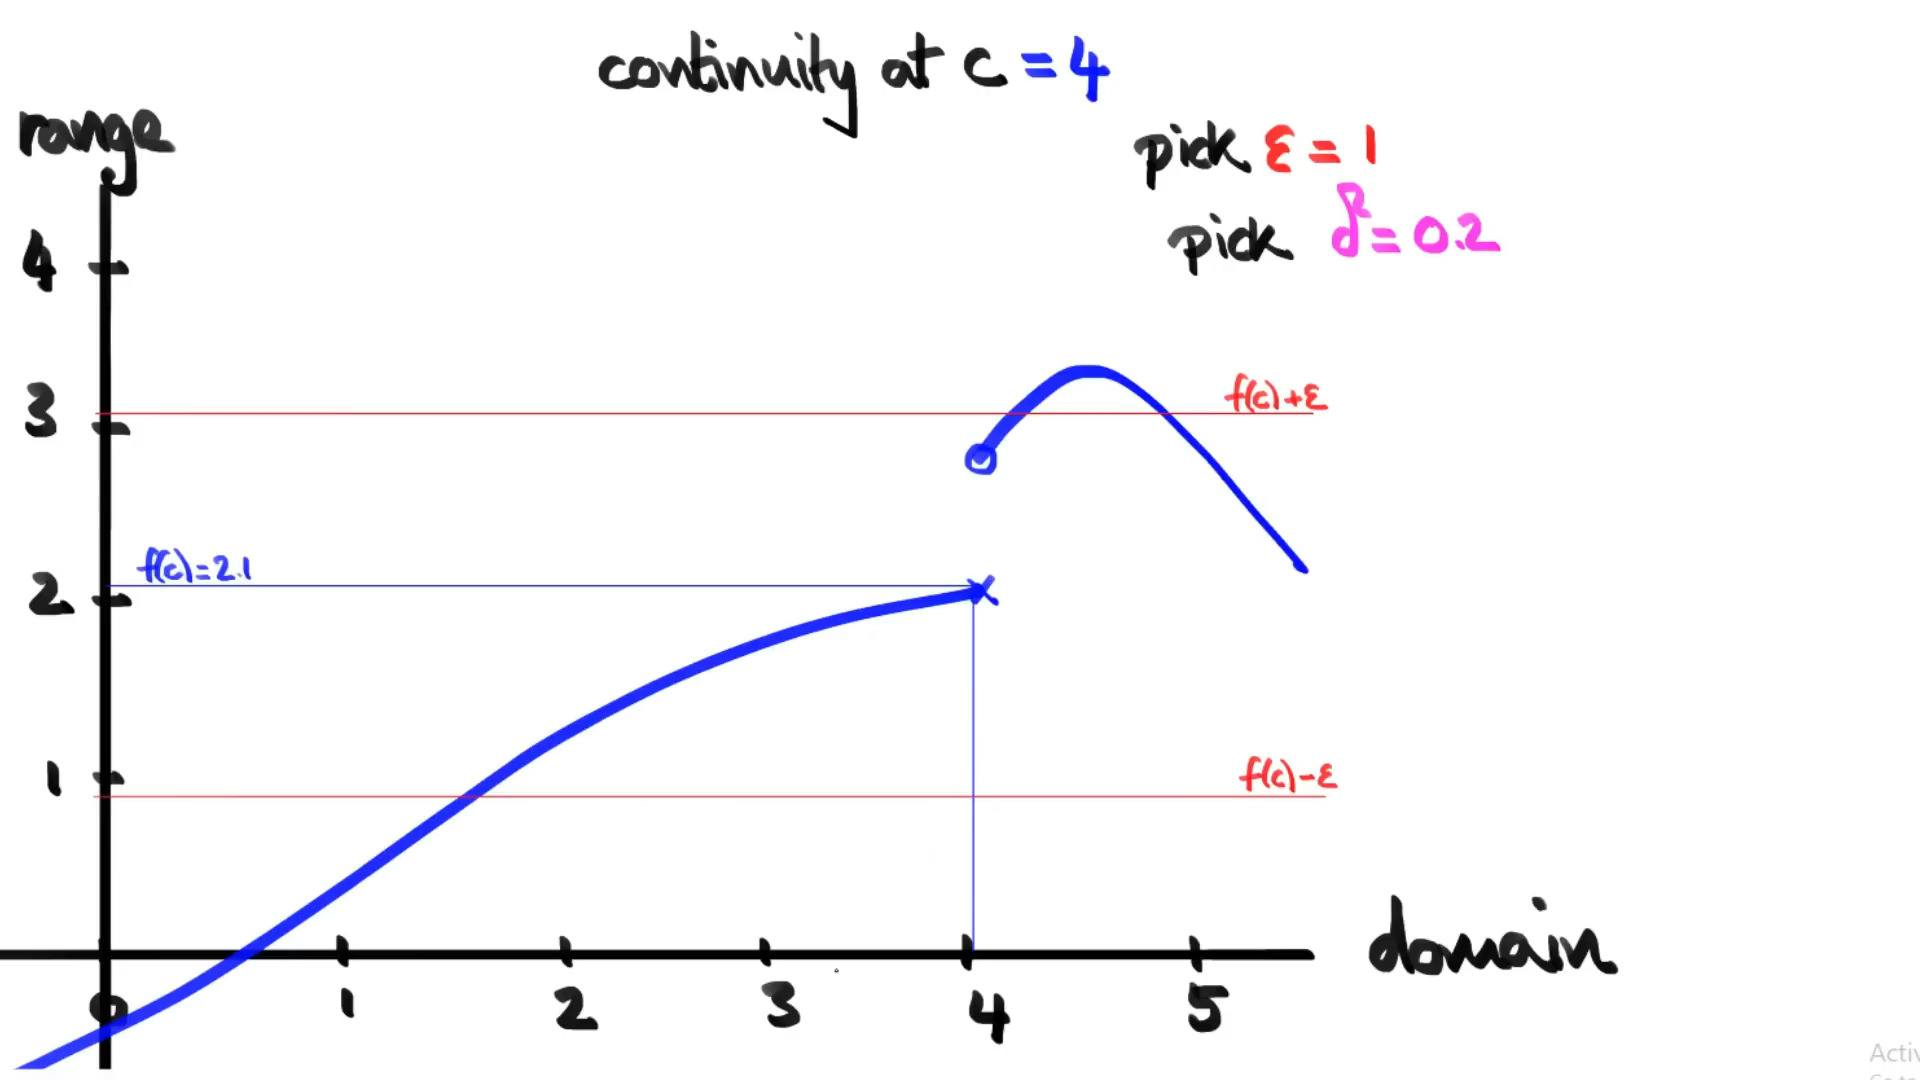 continuity at c = 4
range
pick ε = 1
pick δ = 0.2
4
3
f(c)+ε
f(c)=2.1
2
1
f(c)-ε
domain
0 1 2 3 4 5
Activ